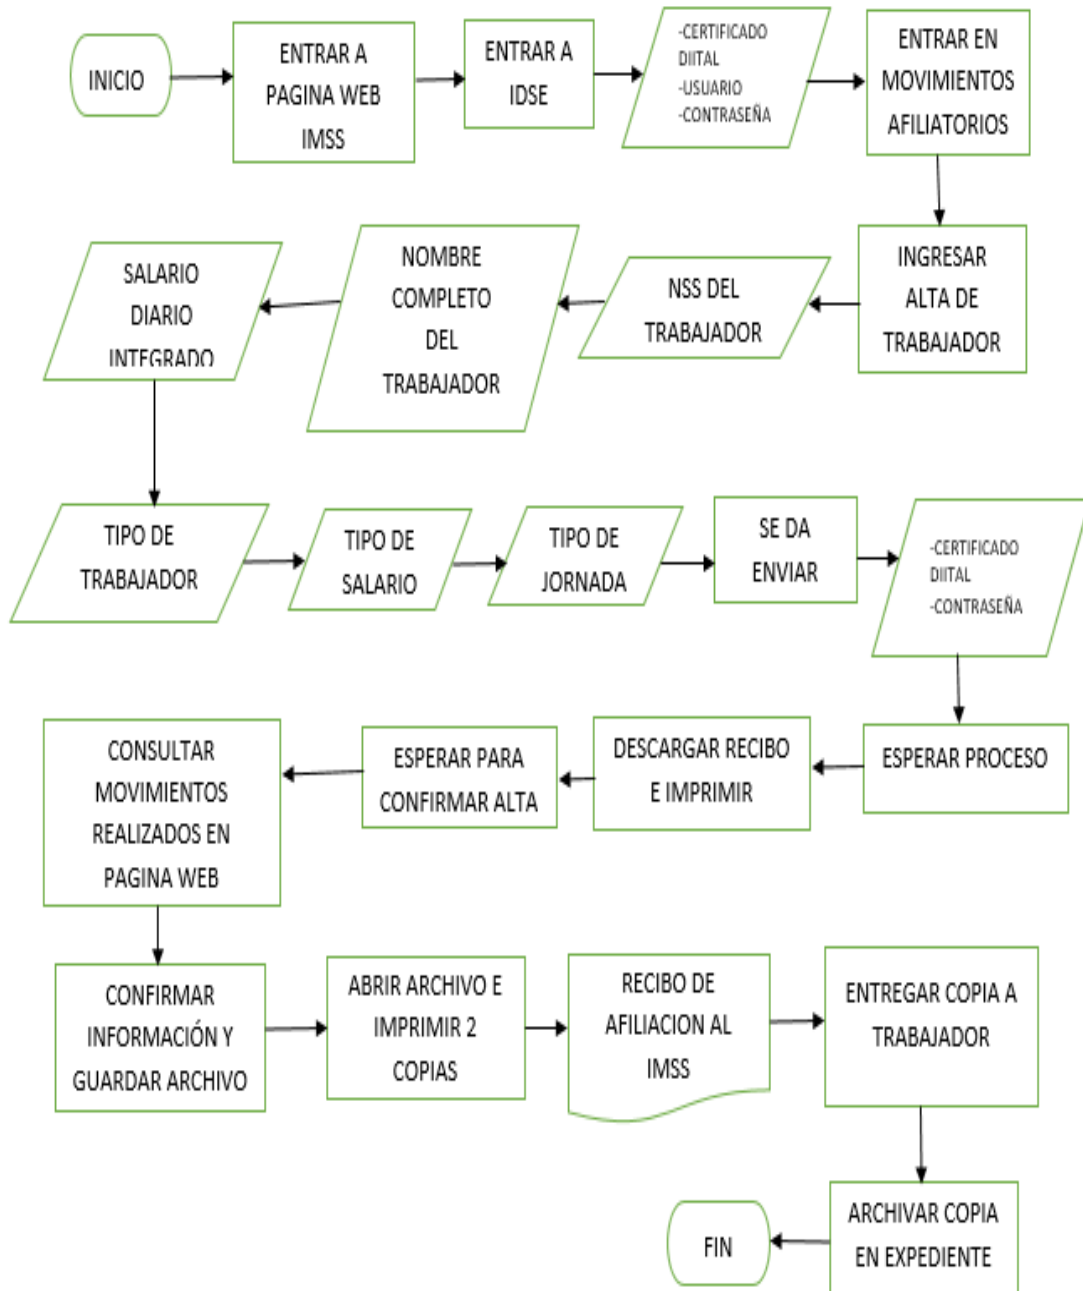 INICIO
ENTRAR A
PAGINA WEB
IMSS
ENTRAR A
IDSE
-CERTIFICADO
DIITAL
-USUARIO
-CONTRASEÑA
ENTRAR EN
MOVIMIENTOS
AFILIATORIOS
INGRESAR
ALTA DE
TRABAJADOR
NSS DEL
TRABAJADOR
NOMBRE
COMPLETO
DEL
TRABAJADOR
SALARIO
DIARIO
INTEGRADO
TIPO DE
TRABAJADOR
TIPO DE
SALARIO
TIPO DE
JORNADA
SE DA
ENVIAR
-CERTIFICADO
DIITAL
-CONTRASEÑA
ESPERAR PROCESO
DESCARGAR RECIBO
E IMPRIMIR
ESPERAR PARA
CONFIRMAR ALTA
CONSULTAR
MOVIMIENTOS
REALIZADOS EN
PAGINA WEB
CONFIRMAR
INFORMACIÓN Y
GUARDAR ARCHIVO
ABRIR ARCHIVO E
IMPRIMIR 2
COPIAS
RECIBO DE
AFILIACION AL
IMSS
ENTREGAR COPIA A
TRABAJADOR
ARCHIVAR COPIA
EN EXPEDIENTE
FIN